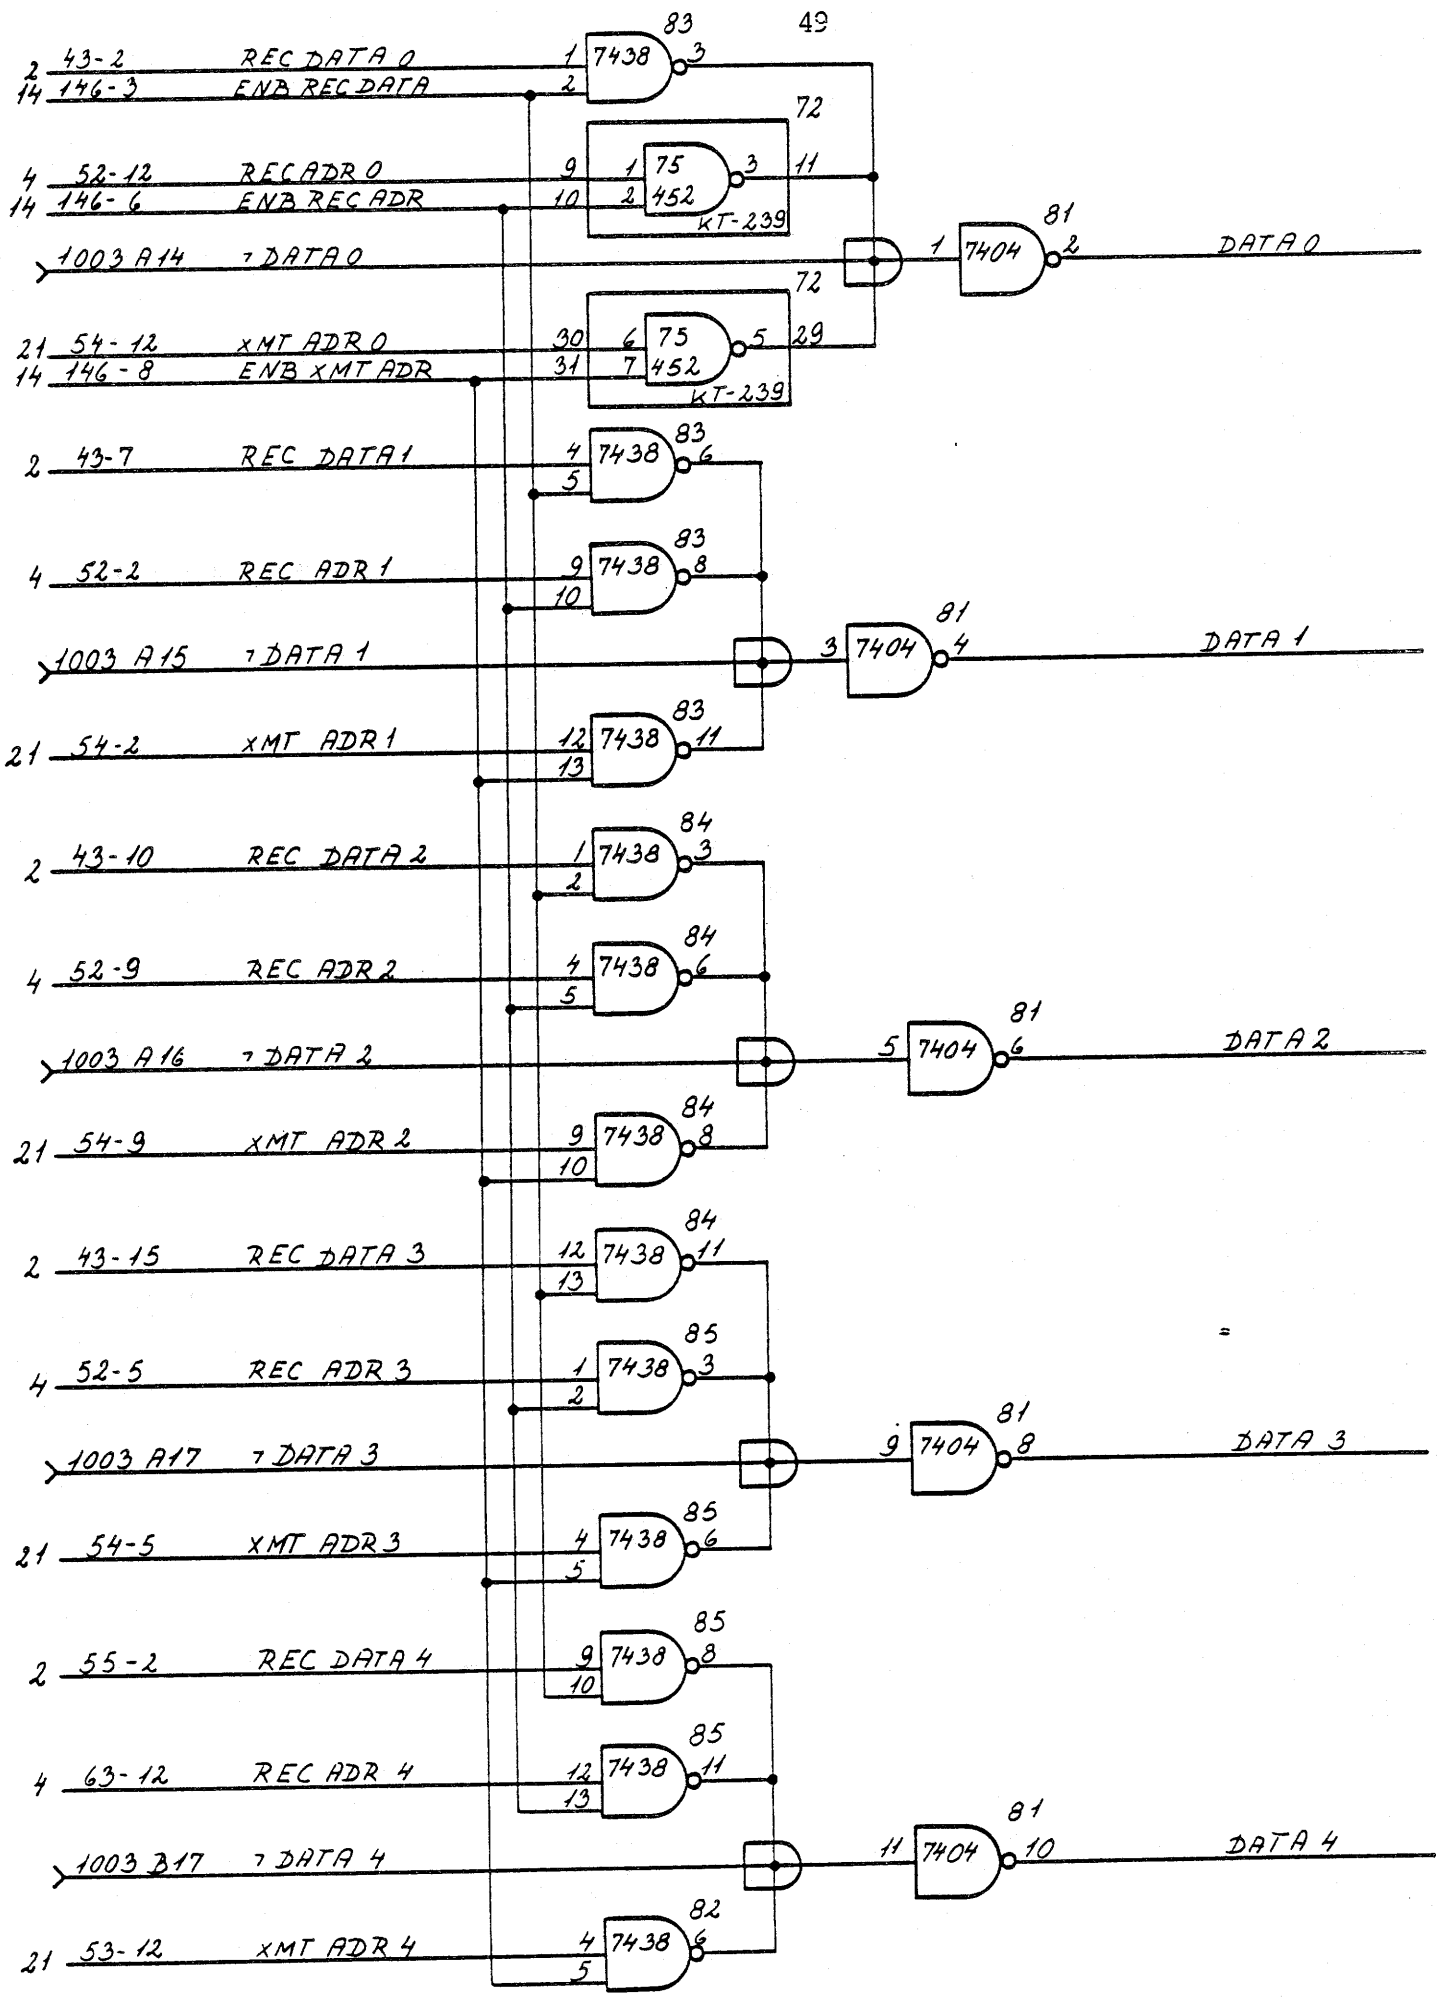 83 49
2 43-2 REC DATA 0 1 7438 3
14 146-3 ENB REC DATA 2
72
4 52-12 REC ADR 0 9 1 75 3 11
14 146-6 ENB REC ADR 10 2 452
KT-239
81
1003 A14 ¬DATA 0 1 7404 2 DATA 0
72
21 54-12 XMT ADR 0 30 6 75 5 29
14 146-8 ENB XMT ADR 31 7 452
KT-239
83
2 43-7 REC DATA 1 4 7438 6
5
83
4 52-2 REC ADR 1 9 7438 8
10
81
1003 A15 ¬DATA 1 3 7404 4 DATA 1
83
21 54-2 XMT ADR 1 12 7438 11
13
84
2 43-10 REC DATA 2 1 7438 3
2
84
4 52-9 REC ADR 2 4 7438 6
5
81
1003 A16 ¬DATA 2 5 7404 6 DATA 2
84
21 54-9 XMT ADR 2 9 7438 8
10
84
2 43-15 REC DATA 3 12 7438 11
13
85
4 52-5 REC ADR 3 1 7438 3
2
81
1003 A17 ¬DATA 3 9 7404 8 DATA 3
85
21 54-5 XMT ADR 3 4 7438 6
5
85
2 55-2 REC DATA 4 9 7438 8
10
85
4 63-12 REC ADR 4 12 7438 11
13
81
1003 B17 ¬DATA 4 11 7404 10 DATA 4
82
21 53-12 XMT ADR 4 4 7438 6
5